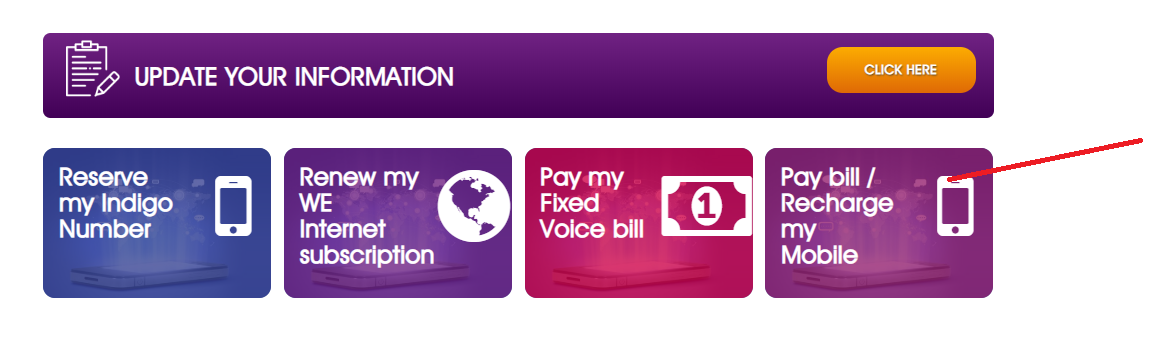 UPDATE YOUR INFORMATION
CLICK HERE
Reserve
my Indigo
Number
Renew my
WE
Internet
subscription
Pay my
Fixed
Voice bill
1
Pay bill /
Recharge
my
Mobile